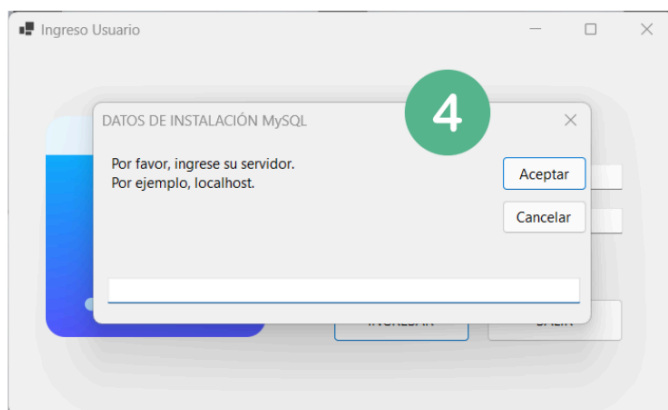 Ingreso Usuario
4
DATOS DE INSTALACIÓN MySQL
Por favor, ingrese su servidor.
Por ejemplo, localhost.
Aceptar
Cancelar